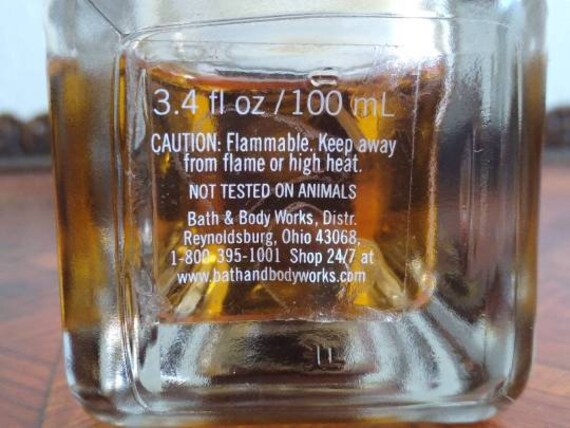 3.4 fl oz / 100 mL
CAUTION: Flammable. Keep away
from flame or high heat.
NOT TESTED ON ANIMALS
Bath & Body Works, Distr.
Reynoldsburg, Ohio 43068,
1-800-395-1001 Shop 24/7 at
www.bathandbodyworks.com